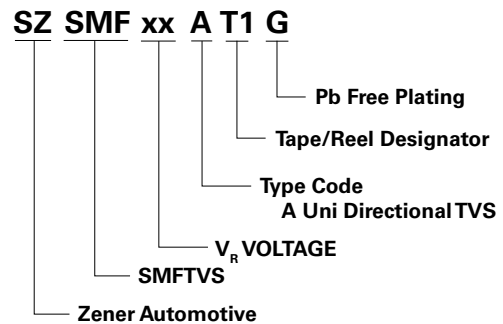 SZ SMF xx A T1 G
Pb Free Plating
Tape/Reel Designator
Type Code
A Uni Directional TVS
VR VOLTAGE
SMFTVS
Zener Automotive